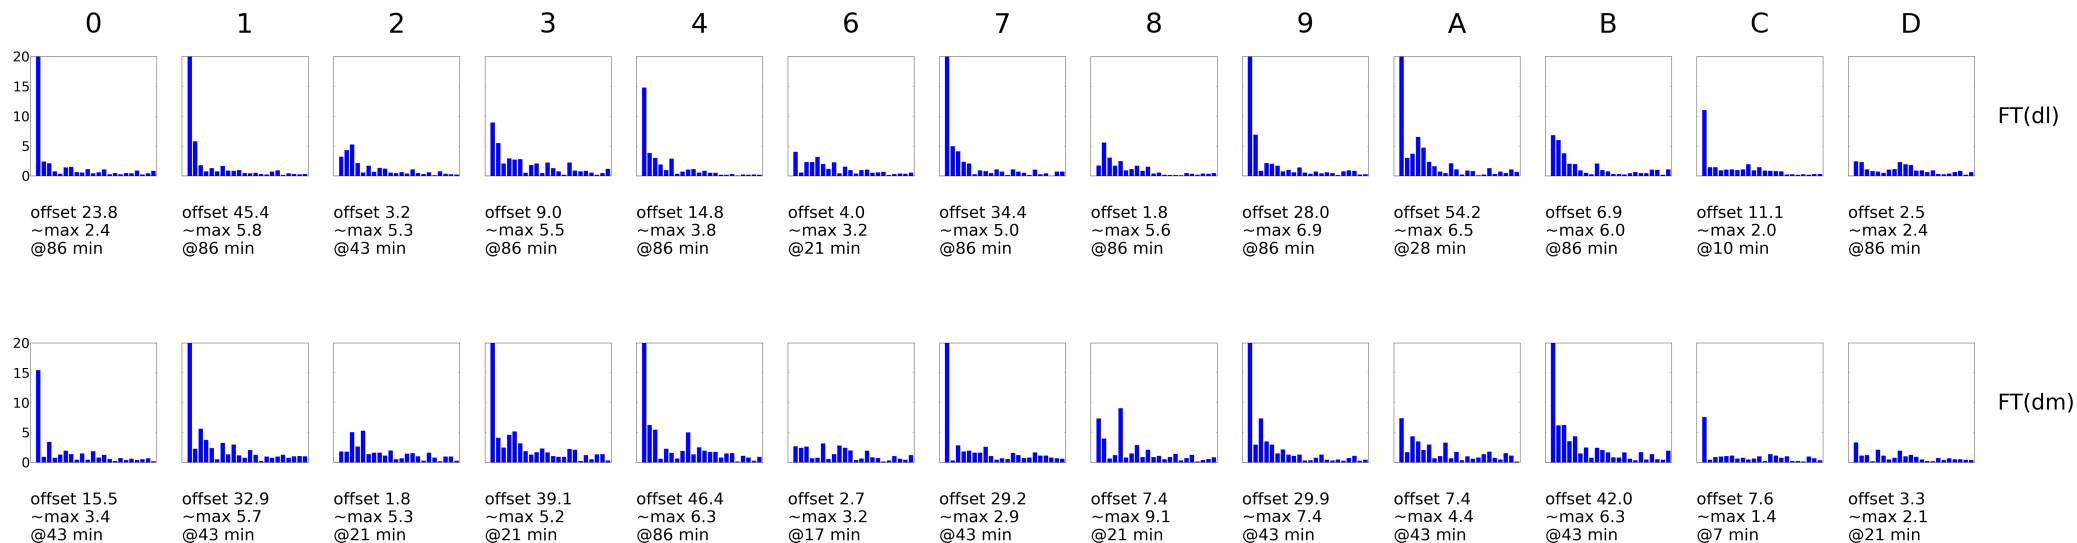 0 1 2 3 4 6 7 8 9 A B C D
20
15
10
5
0
FT(dl)
offset 23.8 offset 45.4 offset 3.2 offset 9.0 offset 14.8 offset 4.0 offset 34.4 offset 1.8 offset 28.0 offset 54.2 offset 6.9 offset 11.1 offset 2.5
~max 2.4 ~max 5.8 ~max 5.3 ~max 5.5 ~max 3.8 ~max 3.2 ~max 5.0 ~max 5.6 ~max 6.9 ~max 6.5 ~max 6.0 ~max 2.0 ~max 2.4
@86 min @86 min @43 min @86 min @86 min @21 min @86 min @86 min @86 min @28 min @86 min @10 min @86 min
20
15
10
5
0
FT(dm)
offset 15.5 offset 32.9 offset 1.8 offset 39.1 offset 46.4 offset 2.7 offset 29.2 offset 7.4 offset 29.9 offset 7.4 offset 42.0 offset 7.6 offset 3.3
~max 3.4 ~max 5.7 ~max 5.3 ~max 5.2 ~max 6.3 ~max 3.2 ~max 2.9 ~max 9.1 ~max 7.4 ~max 4.4 ~max 6.3 ~max 1.4 ~max 2.1
@43 min @43 min @21 min @21 min @86 min @17 min @43 min @21 min @43 min @43 min @43 min @7 min @21 min